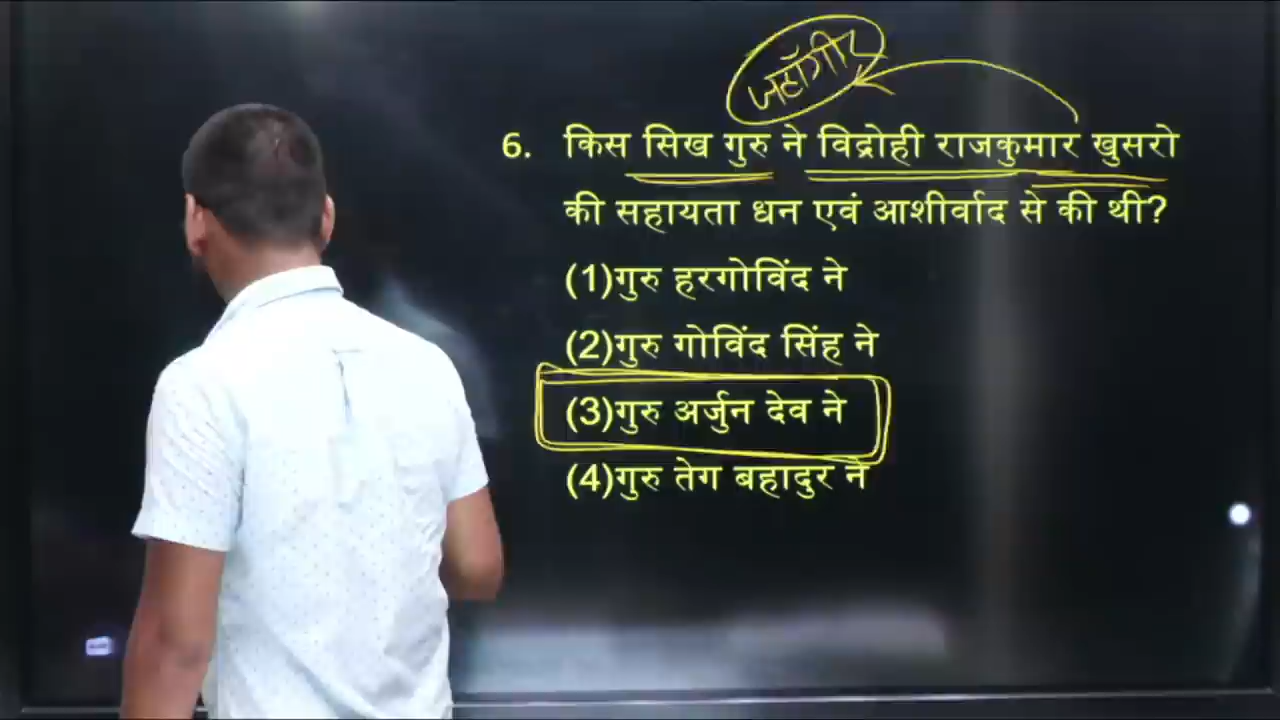 जहाँगीर
6. किस सिख गुरु ने विद्रोही राजकुमार खुसरो
की सहायता धन एवं आशीर्वाद से की थी?
(1)गुरु हरगोविंद ने
(2)गुरु गोविंद सिंह ने
(3)गुरु अर्जुन देव ने
(4)गुरु तेग बहादुर ने